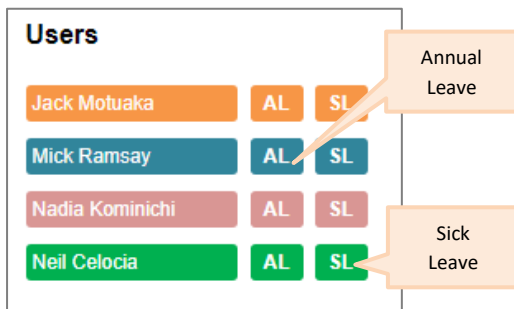 Users
Annual
Leave
Jack Motuaka AL SL
Mick Ramsay AL SL
Nadia Kominichi AL SL
Sick
Leave
Neil Celocia AL SL